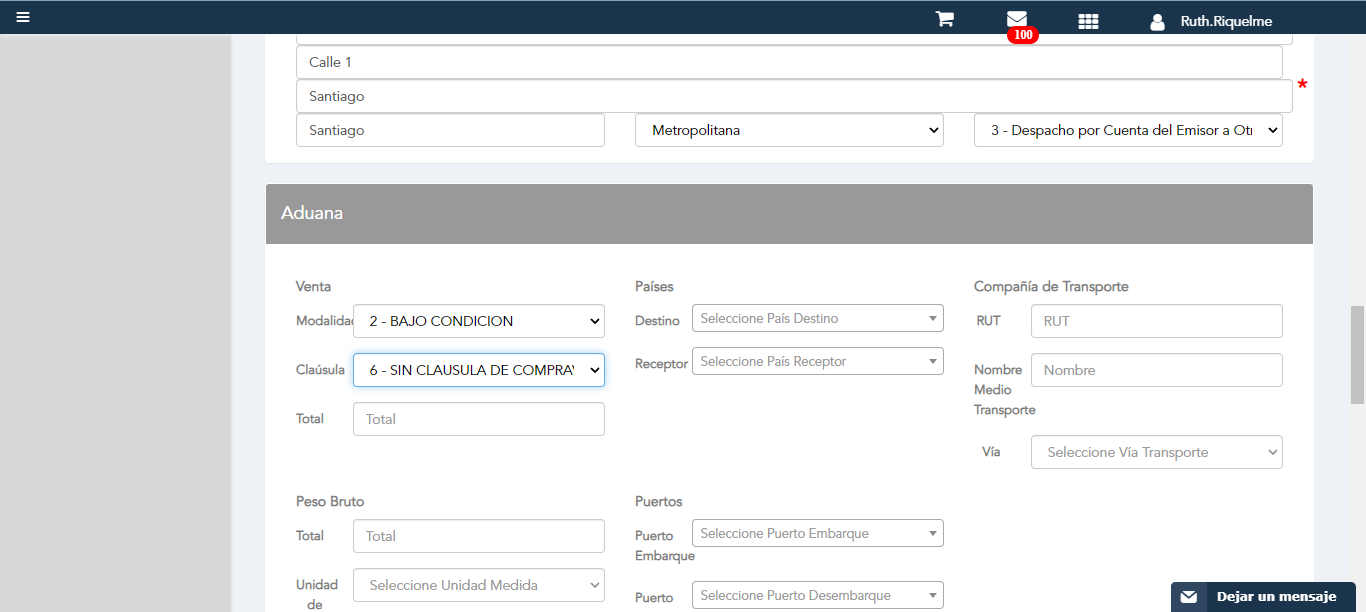 Ruth.Riquelme
100
Calle 1
Santiago
*
Santiago
Metropolitana
3 - Despacho por Cuenta del Emisor a Otr
Aduana
Venta
Países
Compañía de Transporte
Modalidad
2 - BAJO CONDICION
Destino
Seleccione País Destino
RUT
RUT
Claúsula
6 - SIN CLAUSULA DE COMPRAV
Receptor
Seleccione País Receptor
Nombre
Medio
Transporte
Nombre
Total
Total
Vía
Seleccione Vía Transporte
Peso Bruto
Puertos
Total
Total
Puerto
Embarque
Seleccione Puerto Embarque
Unidad
de
Seleccione Unidad Medida
Puerto
Seleccione Puerto Desembarque
Dejar un mensaje